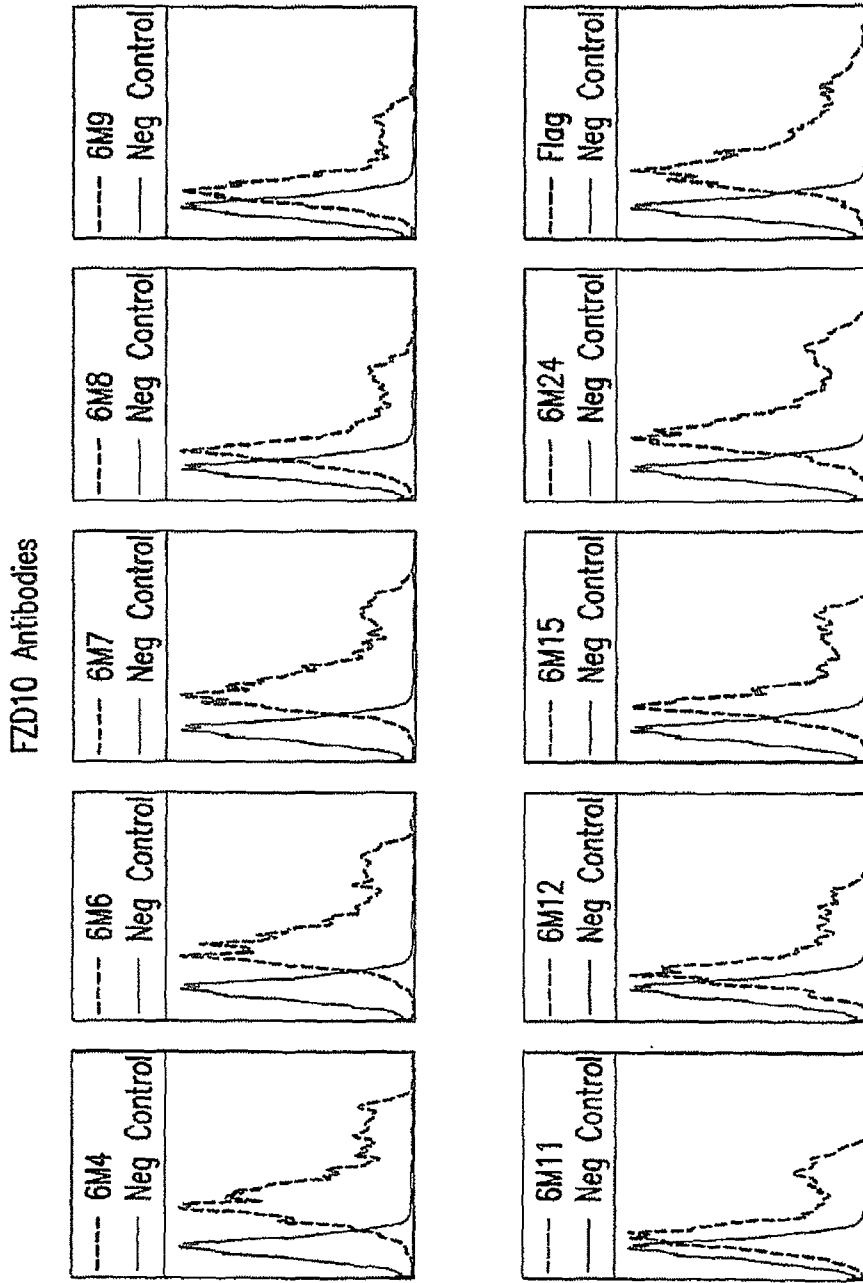 FZD10 Antibodies
6M4
Neg Control
6M6
Neg Control
6M7
Neg Control
6M8
Neg Control
6M9
Neg Control
6M11
Neg Control
6M12
Neg Control
6M15
Neg Control
6M24
Neg Control
Flag
Neg Control